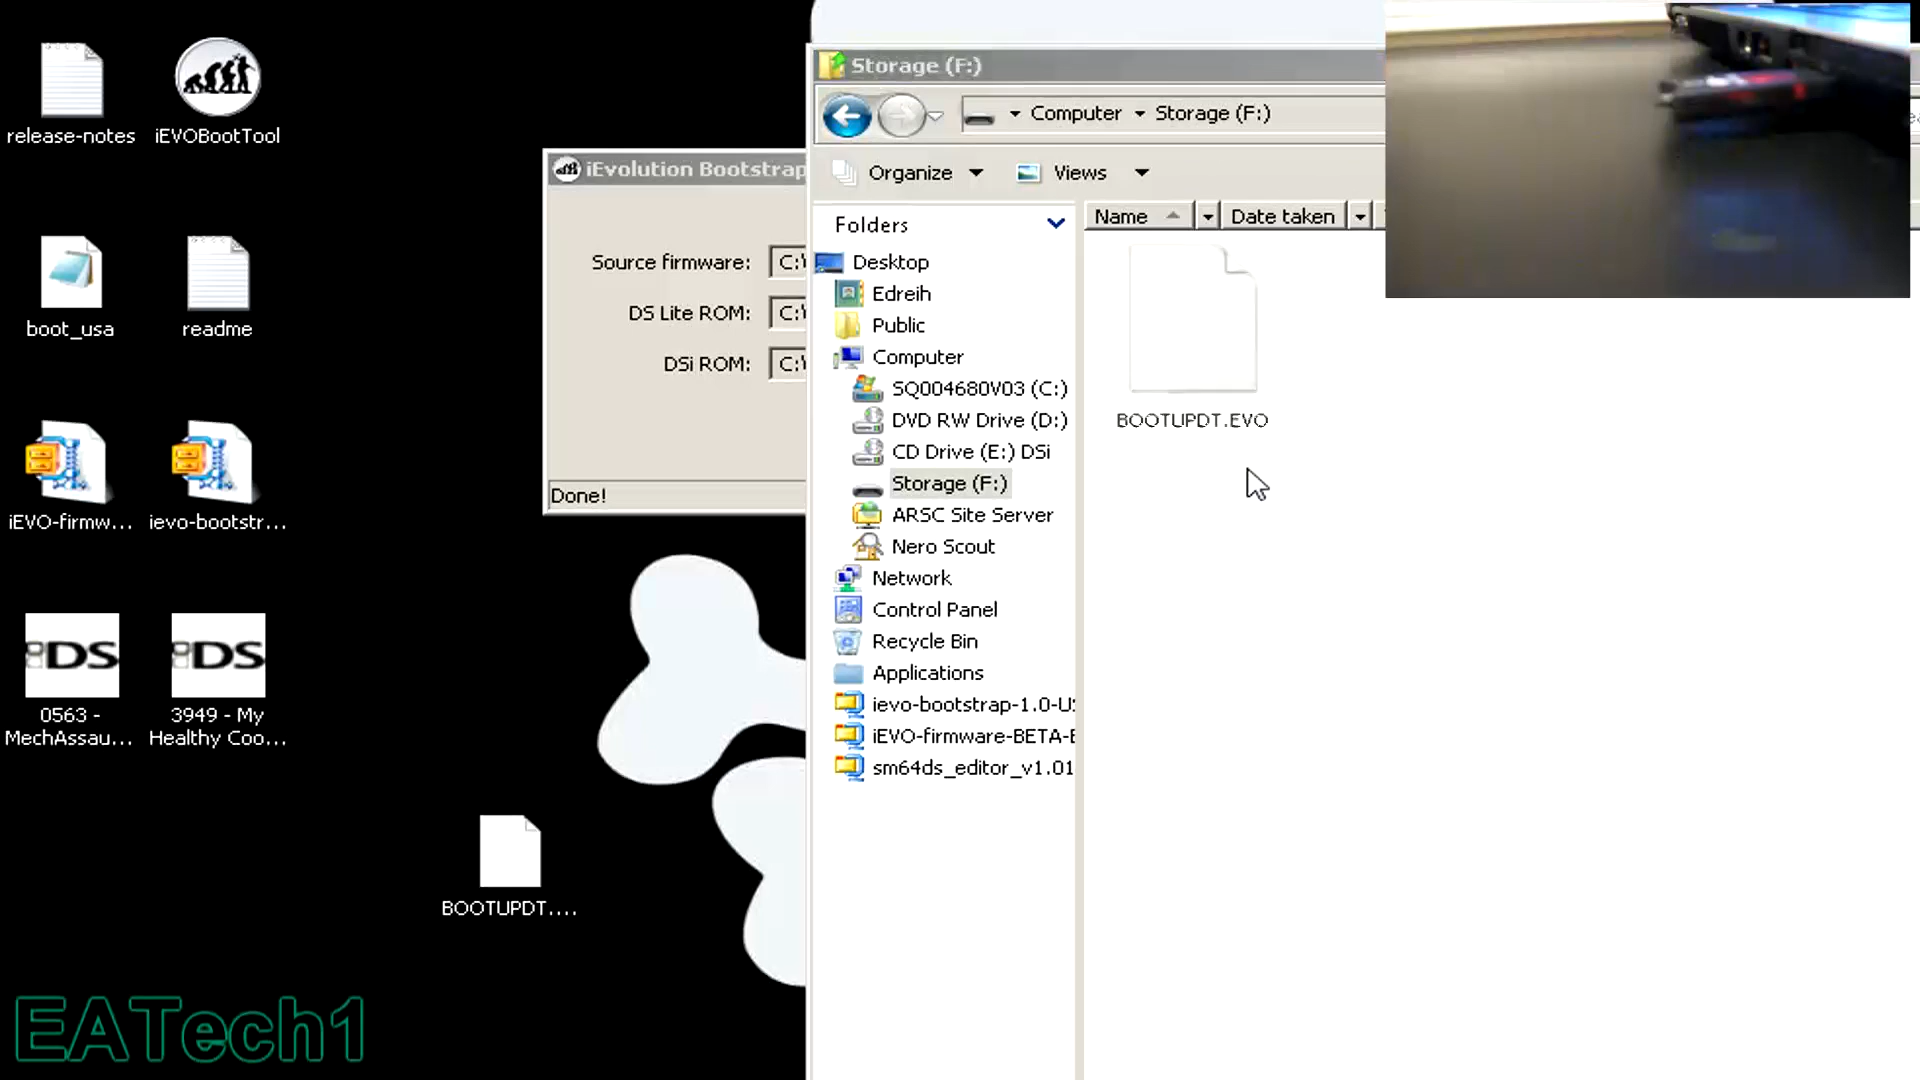 release-notes
iEVOBootTool
boot_usa
readme
iEVO-firmw...
ievo-bootstr...
DS
DS
0563 -
MechAssau...
3949 - My
Healthy Coo...
BOOTUPDT....
EATech1
iEvolution Bootstrap
Source firmware:
C:\
DS Lite ROM:
C:\
DSi ROM:
C:\
Done!
Storage (F:)
Computer
Storage (F:)
Organize
Views
Folders
Desktop
Edreih
Public
Computer
SQ004680V03 (C:)
DVD RW Drive (D:)
CD Drive (E:) DSi
Storage (F:)
ARSC Site Server
Nero Scout
Network
Control Panel
Recycle Bin
Applications
ievo-bootstrap-1.0-US
iEVO-firmware-BETA-E
sm64ds_editor_v1.01
Name
Date taken
BOOTUPDT.EVO